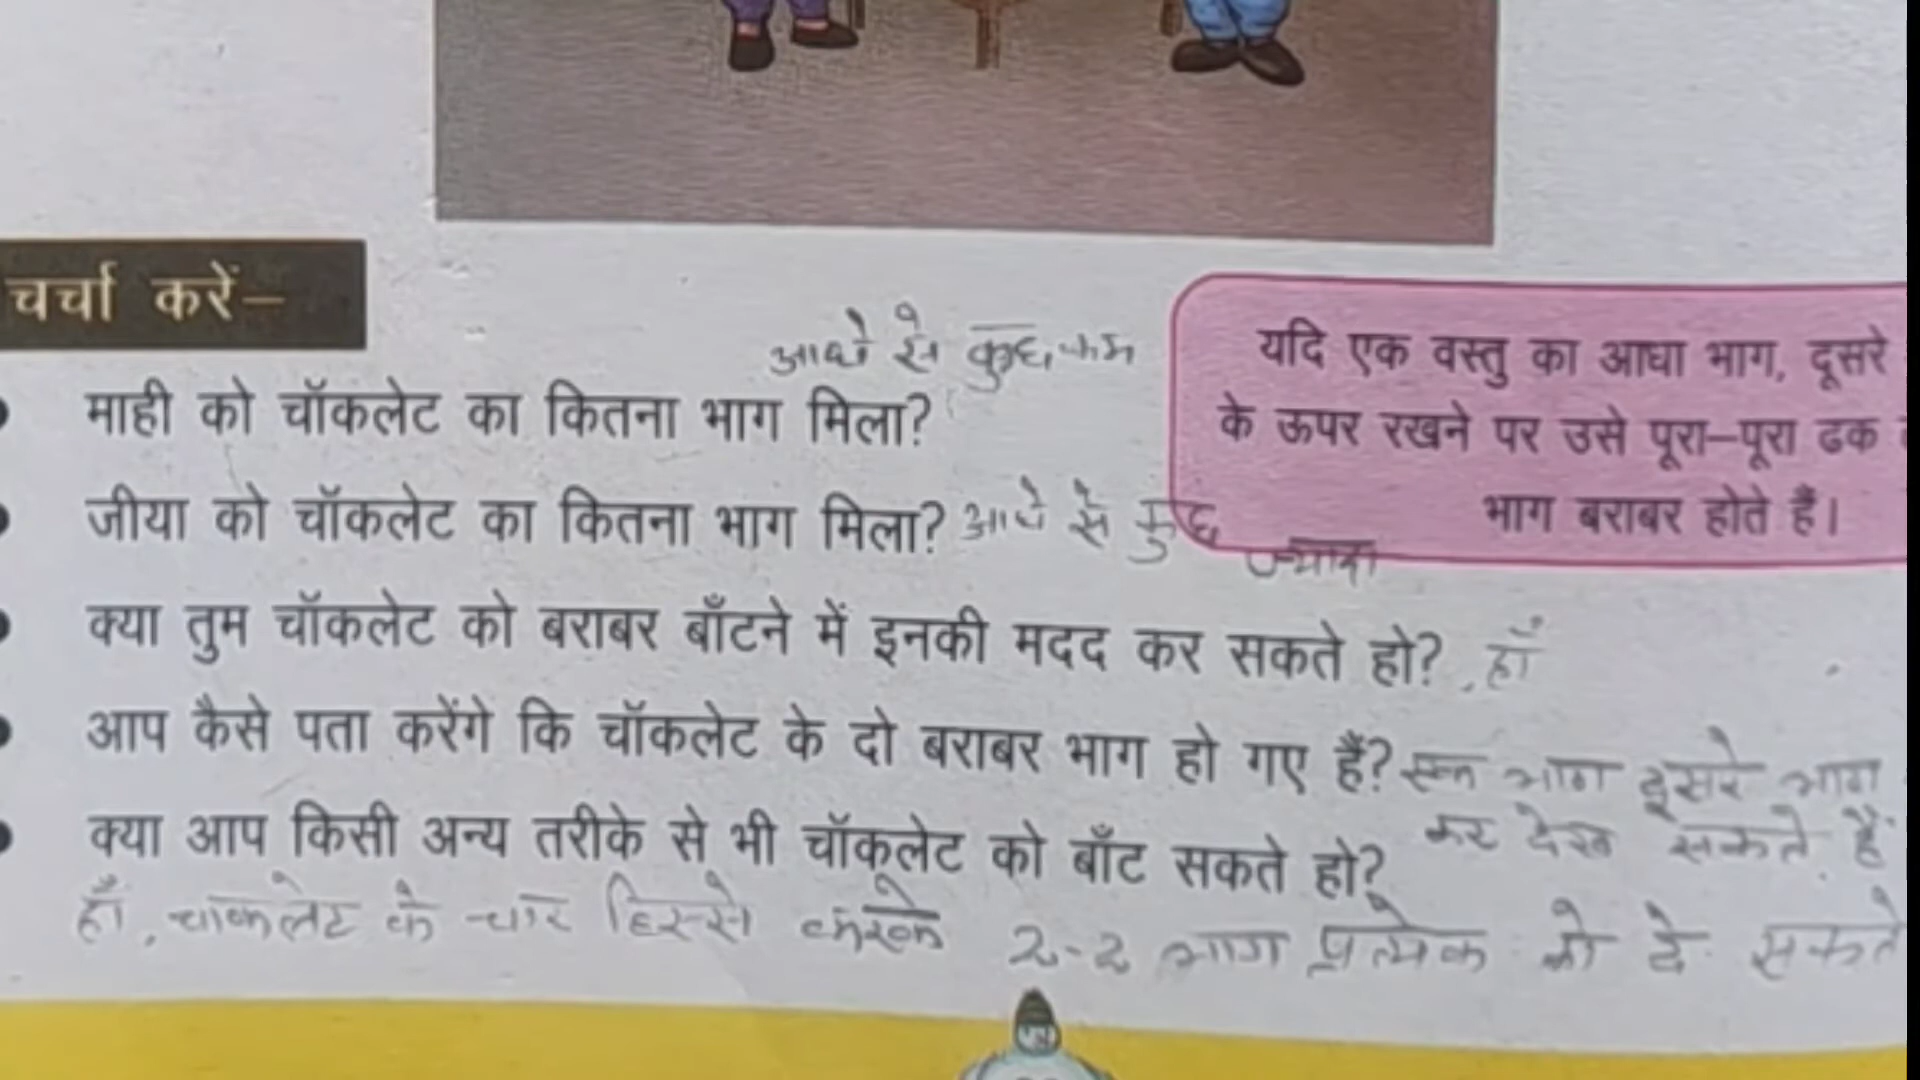 चर्चा करें–
आधे से कुछ कम
यदि एक वस्तु का आधा भाग, दूसरे
के ऊपर रखने पर उसे पूरा–पूरा ढक
भाग बराबर होते हैं।
माही को चॉकलेट का कितना भाग मिला?
जीया को चॉकलेट का कितना भाग मिला? आधे से कुछ
ज्यादा
क्या तुम चॉकलेट को बराबर बाँटने में इनकी मदद कर सकते हो? हाँ
आप कैसे पता करेंगे कि चॉकलेट के दो बराबर भाग हो गए हैं? एक भाग दूसरे भाग
कर देख सकते हैं
क्या आप किसी अन्य तरीके से भी चॉकलेट को बाँट सकते हो?
हाँ, चाकलेट के चार हिस्से करके 2-2 भाग प्रत्येक को दे सकते